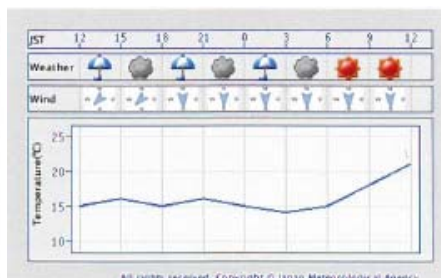 JST 12 15 18 21 0 3 6 9 12
Weather
Wind
Temperature(℃)
25
20
15
10
All rights reserved. Copyright © Japan Meteorological Agency